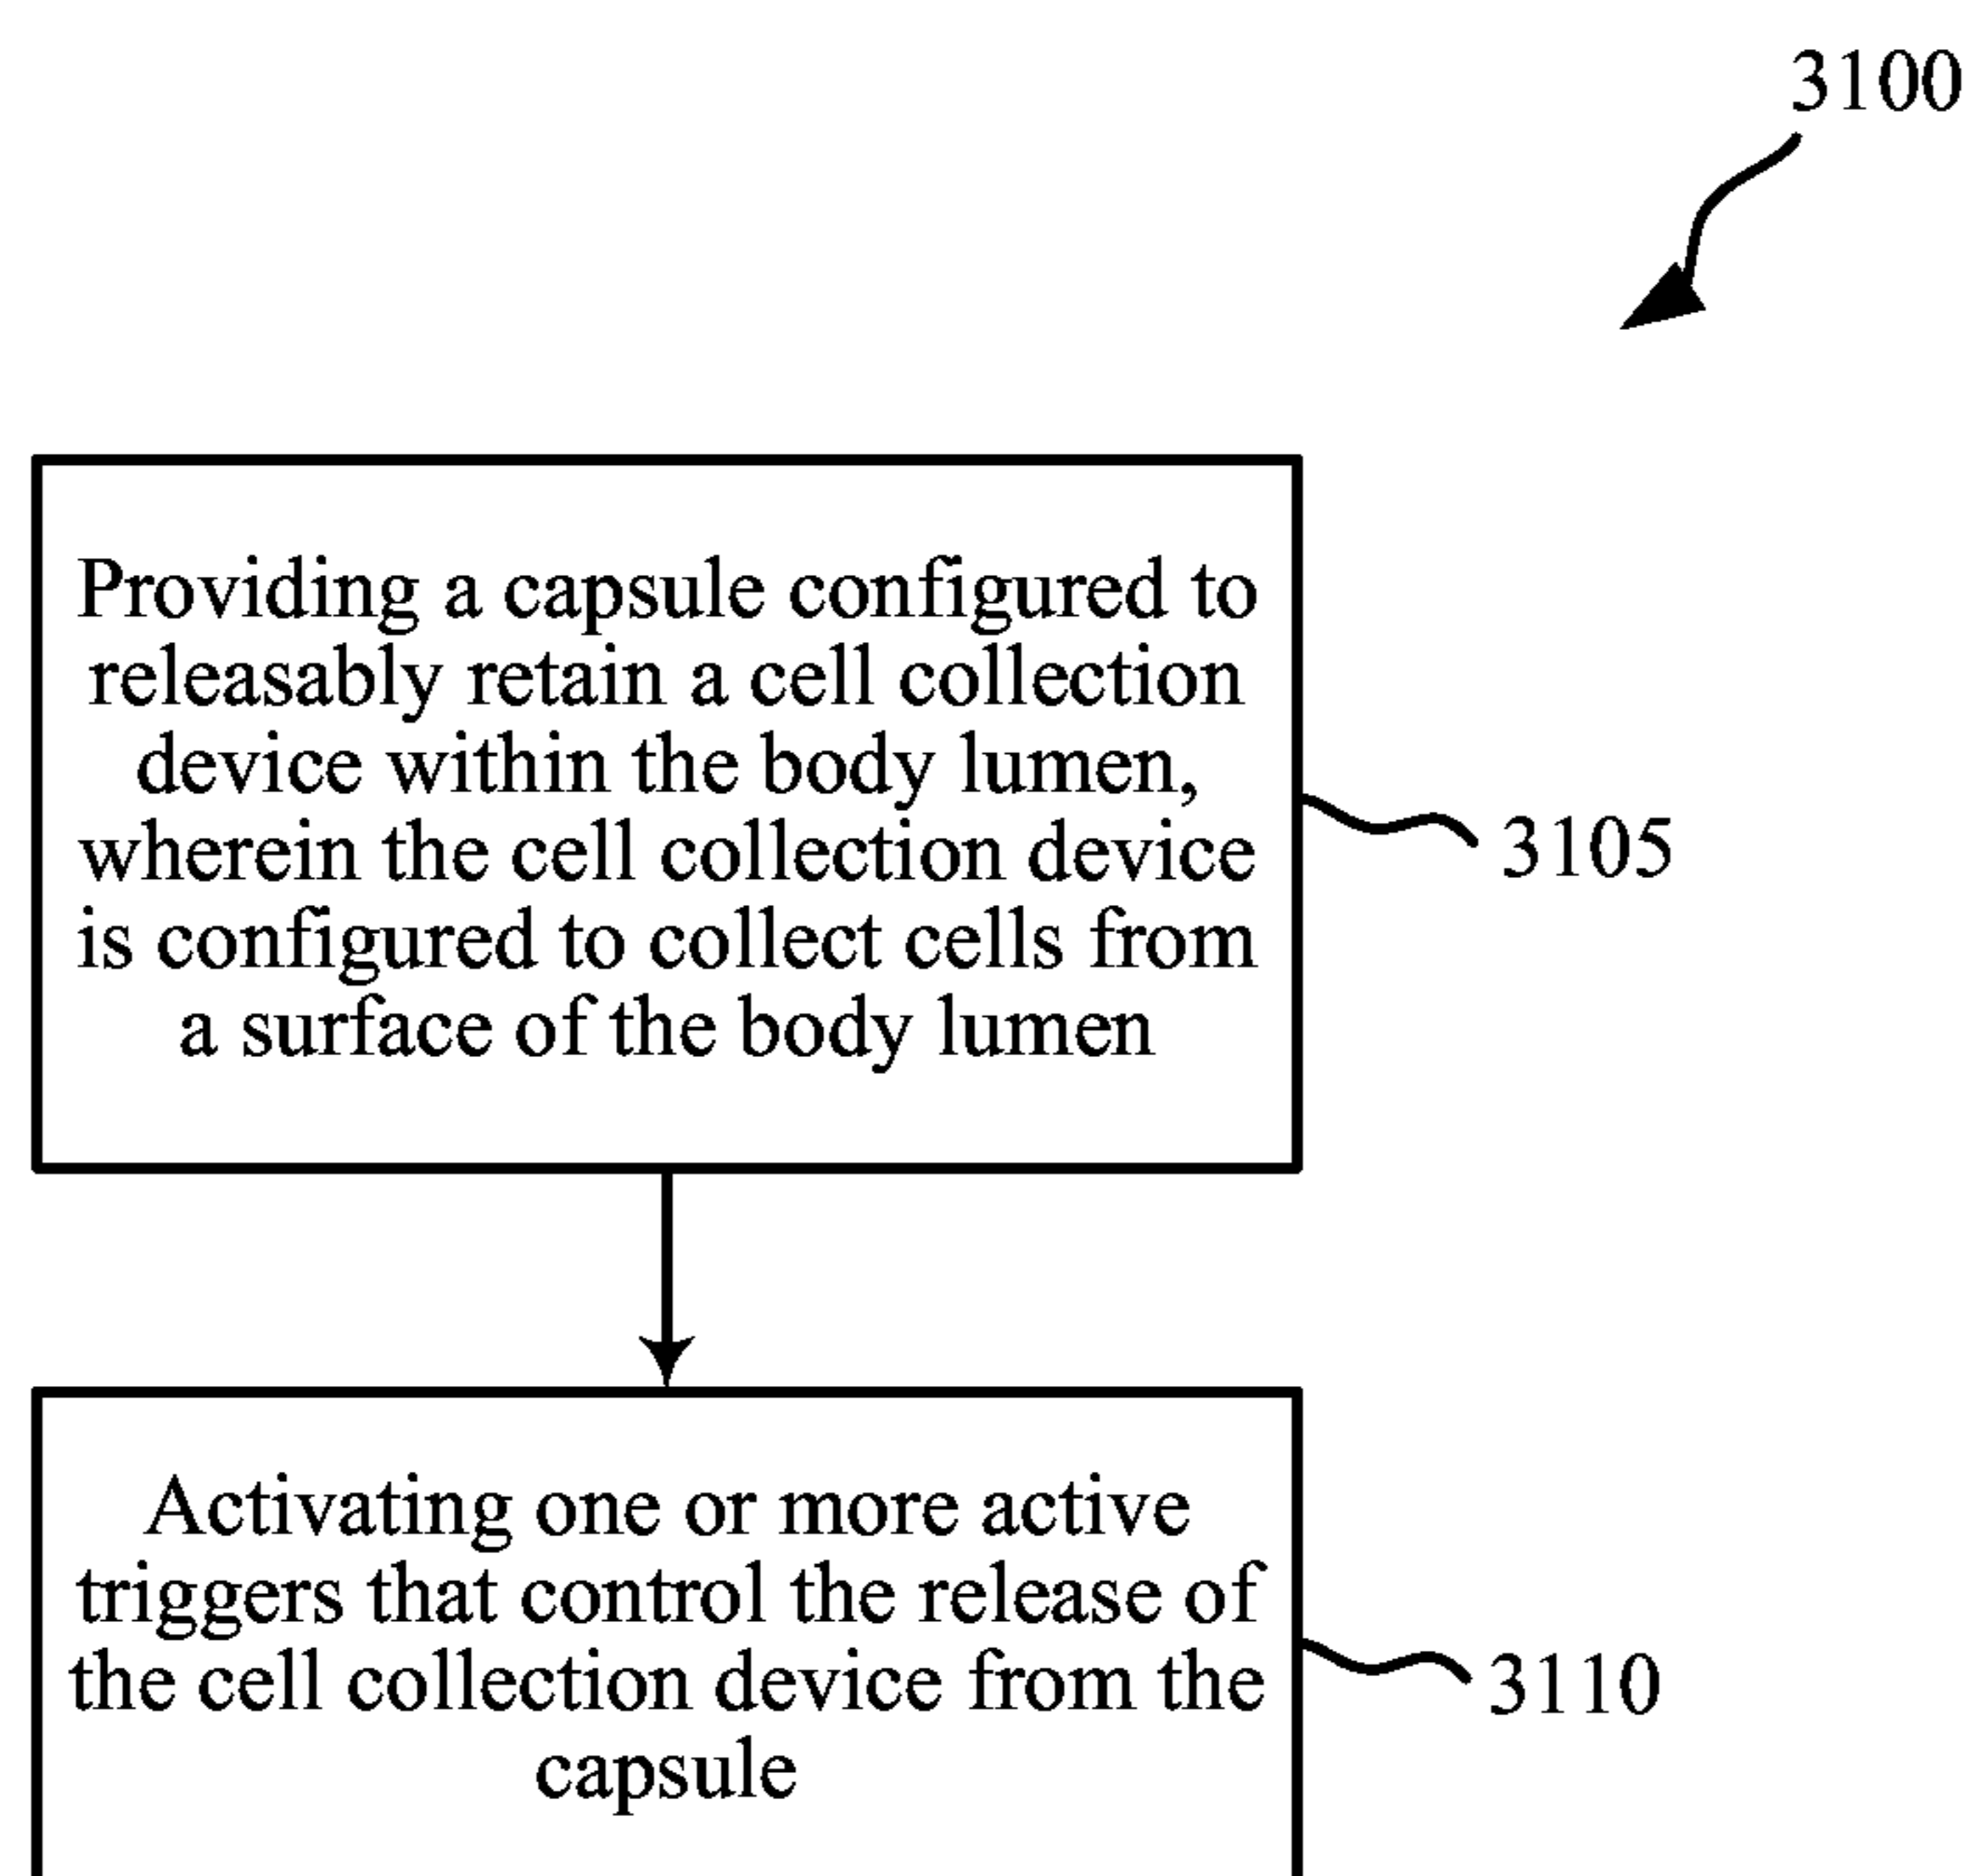 3100
Providing a capsule configured to
releasably retain a cell collection
device within the body lumen,
wherein the cell collection device
is configured to collect cells from
a surface of the body lumen
3105
Activating one or more active
triggers that control the release of
the cell collection device from the
capsule
3110